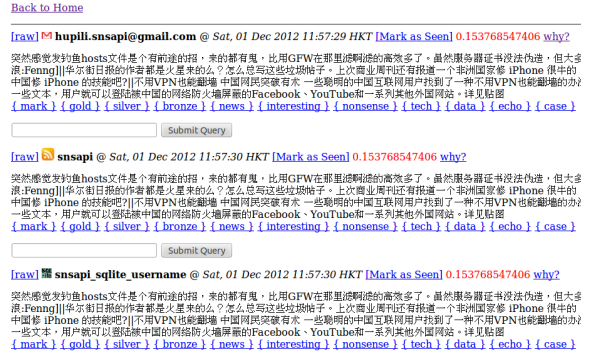 Back to Home
[raw] hupili.snsapi@gmail.com @ Sat, 01 Dec 2012 11:57:29 HKT [Mark as Seen] 0.153768547406 why?
突然感觉发钓鱼hosts文件是个有前途的招，来的都有鬼，比用GFW在那里滤啊滤的高效多了。虽然服务器证书没法伪造，但大多
浪:Fenng]||华尔街日报的作者都是火星来的么？怎么总写这些垃圾帖子。上次商业周刊还有报道一个非洲国家修 iPhone 很牛的
中国修 iPhone 的技能吧?||不用VPN也能翻墙 中国网民突破有术 一些聪明的中国互联网用户找到了一种不用VPN也能翻墙的办
一些文本，用户就可以登陆被中国的网络防火墙屏蔽的Facebook、YouTube和一系列其他外国网站。详见贴图
{ mark } { gold } { silver } { bronze } { news } { interesting } { nonsense } { tech } { data } { echo } { case }
Submit Query
[raw] snsapi @ Sat, 01 Dec 2012 11:57:30 HKT [Mark as Seen] 0.153768547406 why?
突然感觉发钓鱼hosts文件是个有前途的招，来的都有鬼，比用GFW在那里滤啊滤的高效多了。虽然服务器证书没法伪造，但大多
浪:Fenng]||华尔街日报的作者都是火星来的么？怎么总写这些垃圾帖子。上次商业周刊还有报道一个非洲国家修 iPhone 很牛的
中国修 iPhone 的技能吧?||不用VPN也能翻墙 中国网民突破有术 一些聪明的中国互联网用户找到了一种不用VPN也能翻墙的办
一些文本，用户就可以登陆被中国的网络防火墙屏蔽的Facebook、YouTube和一系列其他外国网站。详见贴图
{ mark } { gold } { silver } { bronze } { news } { interesting } { nonsense } { tech } { data } { echo } { case }
Submit Query
[raw] snsapi_sqlite_username @ Sat, 01 Dec 2012 11:57:30 HKT [Mark as Seen] 0.153768547406 why?
突然感觉发钓鱼hosts文件是个有前途的招，来的都有鬼，比用GFW在那里滤啊滤的高效多了。虽然服务器证书没法伪造，但大多
浪:Fenng]||华尔街日报的作者都是火星来的么？怎么总写这些垃圾帖子。上次商业周刊还有报道一个非洲国家修 iPhone 很牛的
中国修 iPhone 的技能吧?||不用VPN也能翻墙 中国网民突破有术 一些聪明的中国互联网用户找到了一种不用VPN也能翻墙的办
一些文本，用户就可以登陆被中国的网络防火墙屏蔽的Facebook、YouTube和一系列其他外国网站。详见贴图
{ mark } { gold } { silver } { bronze } { news } { interesting } { nonsense } { tech } { data } { echo } { case }